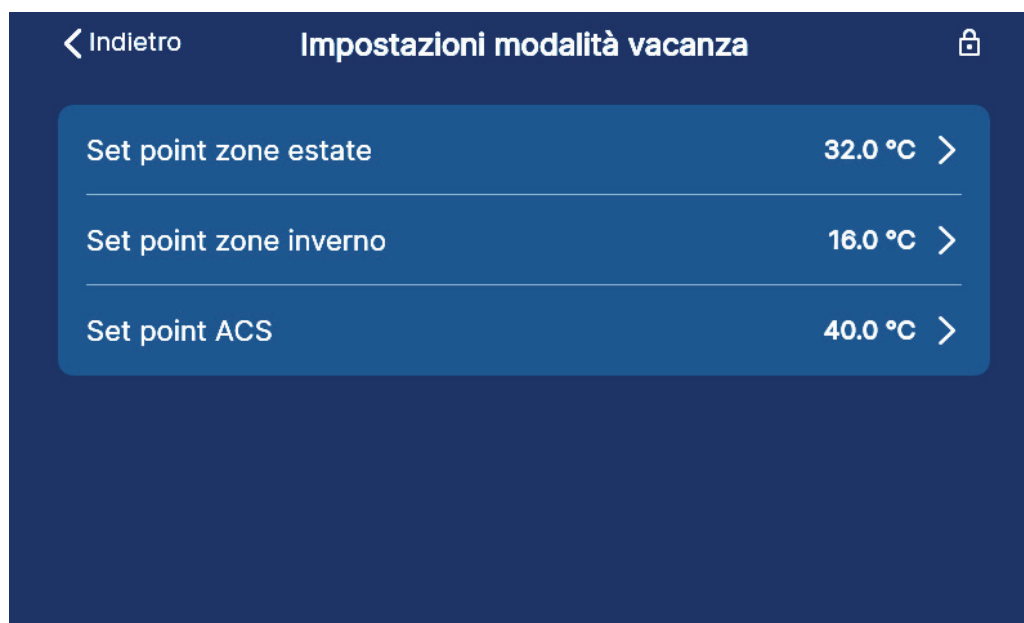 Indietro
Impostazioni modalità vacanza
Set point zone estate 32.0 °C
Set point zone inverno 16.0 °C
Set point ACS 40.0 °C